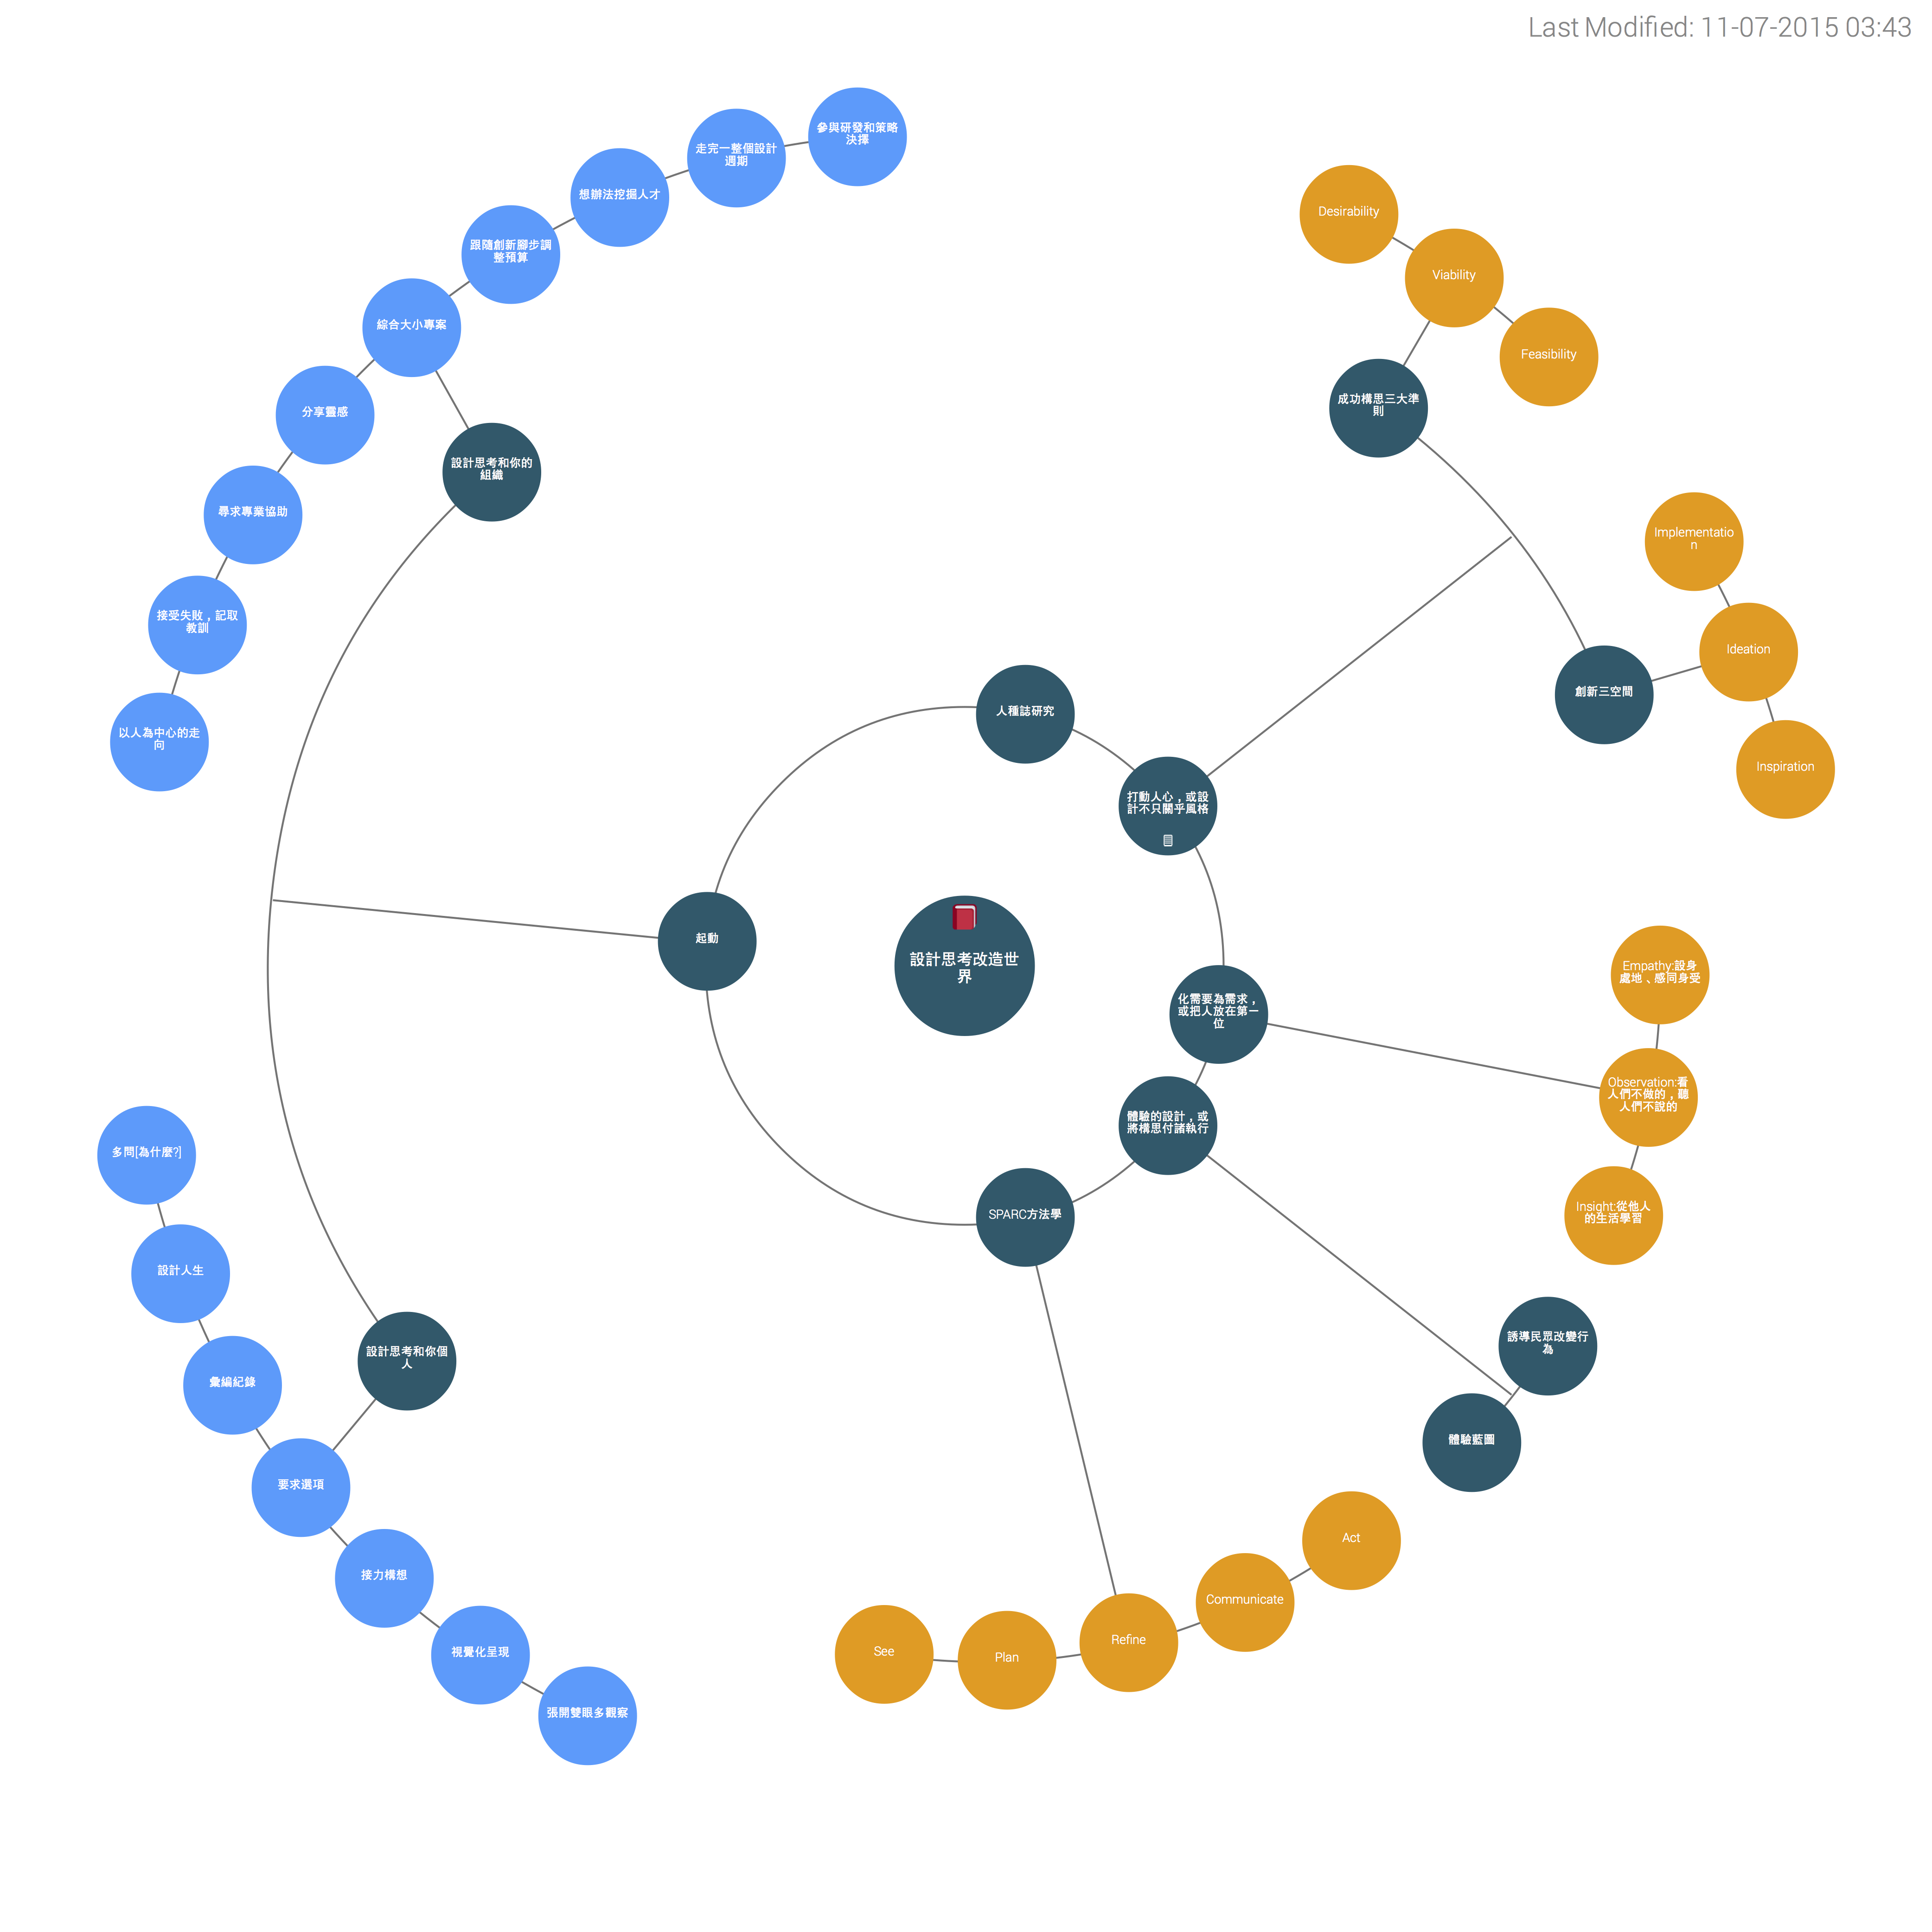 Last Modified: 11-07-2015 03:43
參與研發和策略
決擇
走完一整個設計
週期
想辦法挖掘人才
跟隨創新腳步調
整預算
綜合大小專案
分享靈感
尋求專業協助
接受失敗，記取
教訓
以人為中心的走
向
設計思考和你的
組織
Desirability
Viability
Feasibility
成功構思三大準
則
Implementatio
n
Ideation
Inspiration
創新三空間
人種誌研究
打動人心，或設
計不只關乎風格
起動
設計思考改造世
界
化需要為需求，
或把人放在第一
位
Empathy:設身
處地、感同身受
Observation:看
人們不做的，聽
人們不說的
Insight:從他人
的生活學習
體驗的設計，或
將構思付諸執行
SPARC方法學
誘導民眾改變行
為
體驗藍圖
Act
Communicate
Refine
Plan
See
設計思考和你個
人
多問[為什麼?]
設計人生
彙編紀錄
要求選項
接力構想
視覺化呈現
張開雙眼多觀察